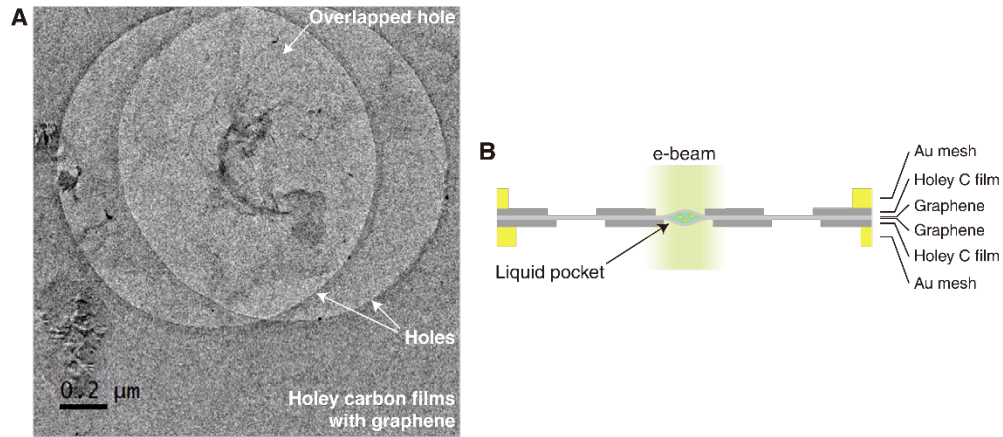 A
Overlapped hole
Holes
0.2 μm
Holey carbon films
with graphene
B
e-beam
Liquid pocket
Au mesh
Holey C film
Graphene
Graphene
Holey C film
Au mesh